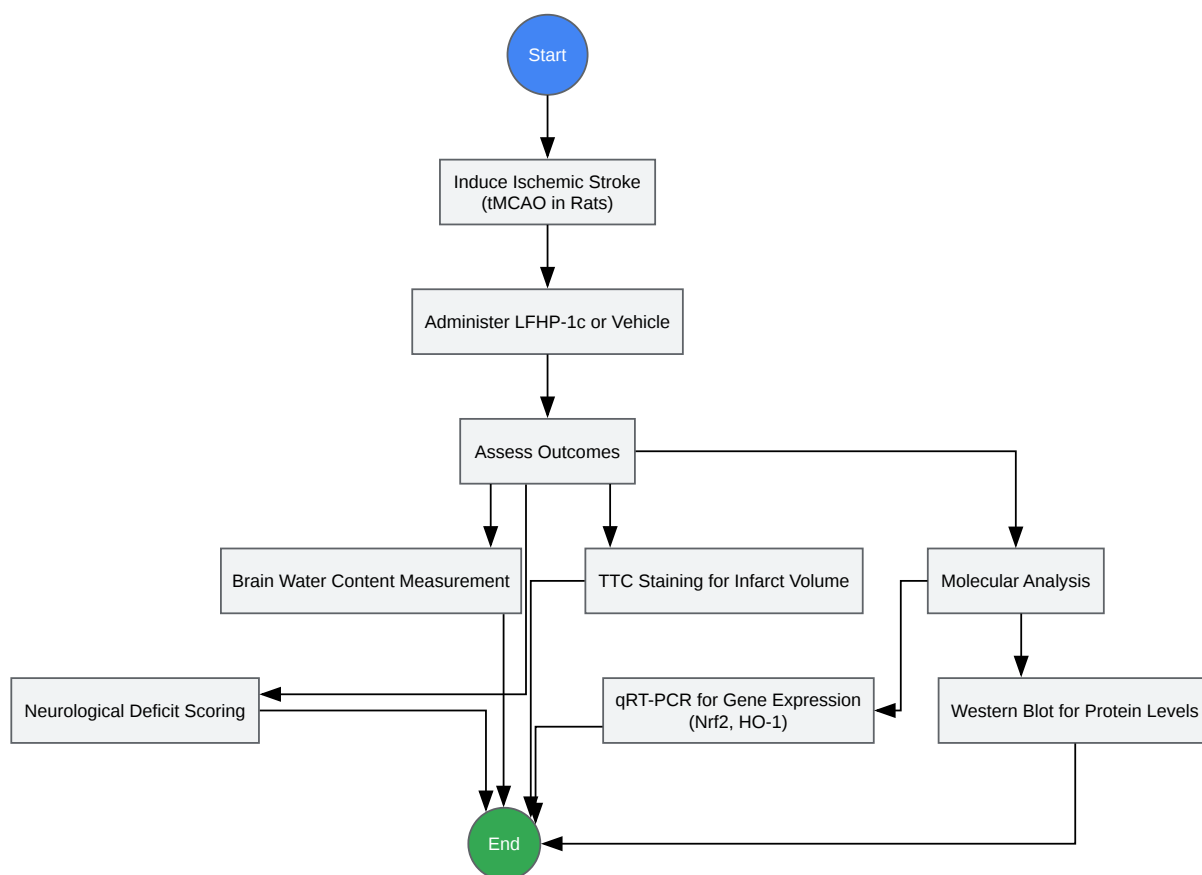 Start
Induce Ischemic Stroke
(tMCAO in Rats)
Administer LFHP-1c or Vehicle
Assess Outcomes
Brain Water Content Measurement
TTC Staining for Infarct Volume
Molecular Analysis
Neurological Deficit Scoring
qRT-PCR for Gene Expression
(Nrf2, HO-1)
Western Blot for Protein Levels
End